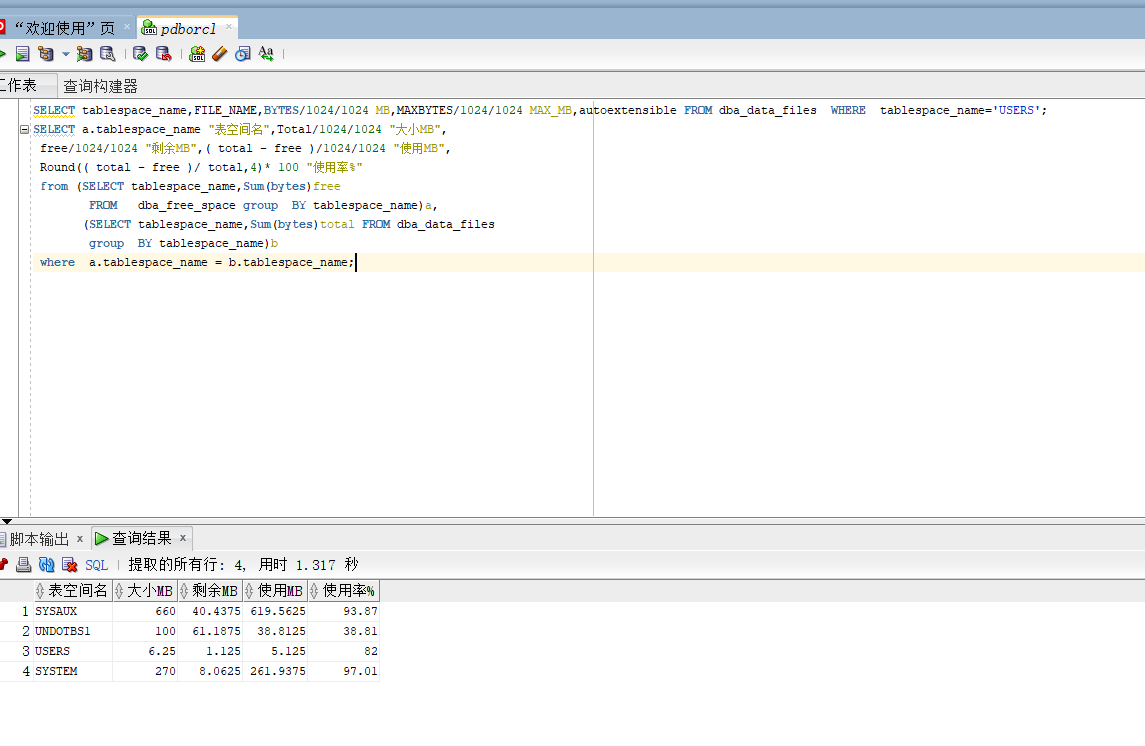 “欢迎使用”页 × pdborcl ×
工作表 查询构建器
SELECT tablespace_name,FILE_NAME,BYTES/1024/1024 MB,MAXBYTES/1024/1024 MAX_MB,autoextensible FROM dba_data_files WHERE tablespace_name='USERS';
SELECT a.tablespace_name "表空间名",Total/1024/1024 "大小MB",
free/1024/1024 "剩余MB",( total - free )/1024/1024 "使用MB",
Round(( total - free )/ total,4)* 100 "使用率%"
from (SELECT tablespace_name,Sum(bytes)free
FROM dba_free_space group BY tablespace_name)a,
(SELECT tablespace_name,Sum(bytes)total FROM dba_data_files
group BY tablespace_name)b
where a.tablespace_name = b.tablespace_name;
脚本输出 × 查询结果 ×
SQL | 提取的所有行: 4, 用时 1.317 秒
表空间名 大小MB 剩余MB 使用MB 使用率%
1 SYSAUX 660 40.4375 619.5625 93.87
2 UNDOTBS1 100 61.1875 38.8125 38.81
3 USERS 6.25 1.125 5.125 82
4 SYSTEM 270 8.0625 261.9375 97.01